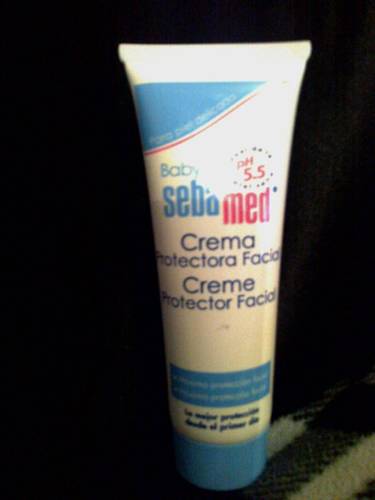 Para piel delicada
Baby
pH
5.5
sebamed
Crema
Protectora Facial
Creme
Protector Facial
protección
La mejor protección
desde el primer día